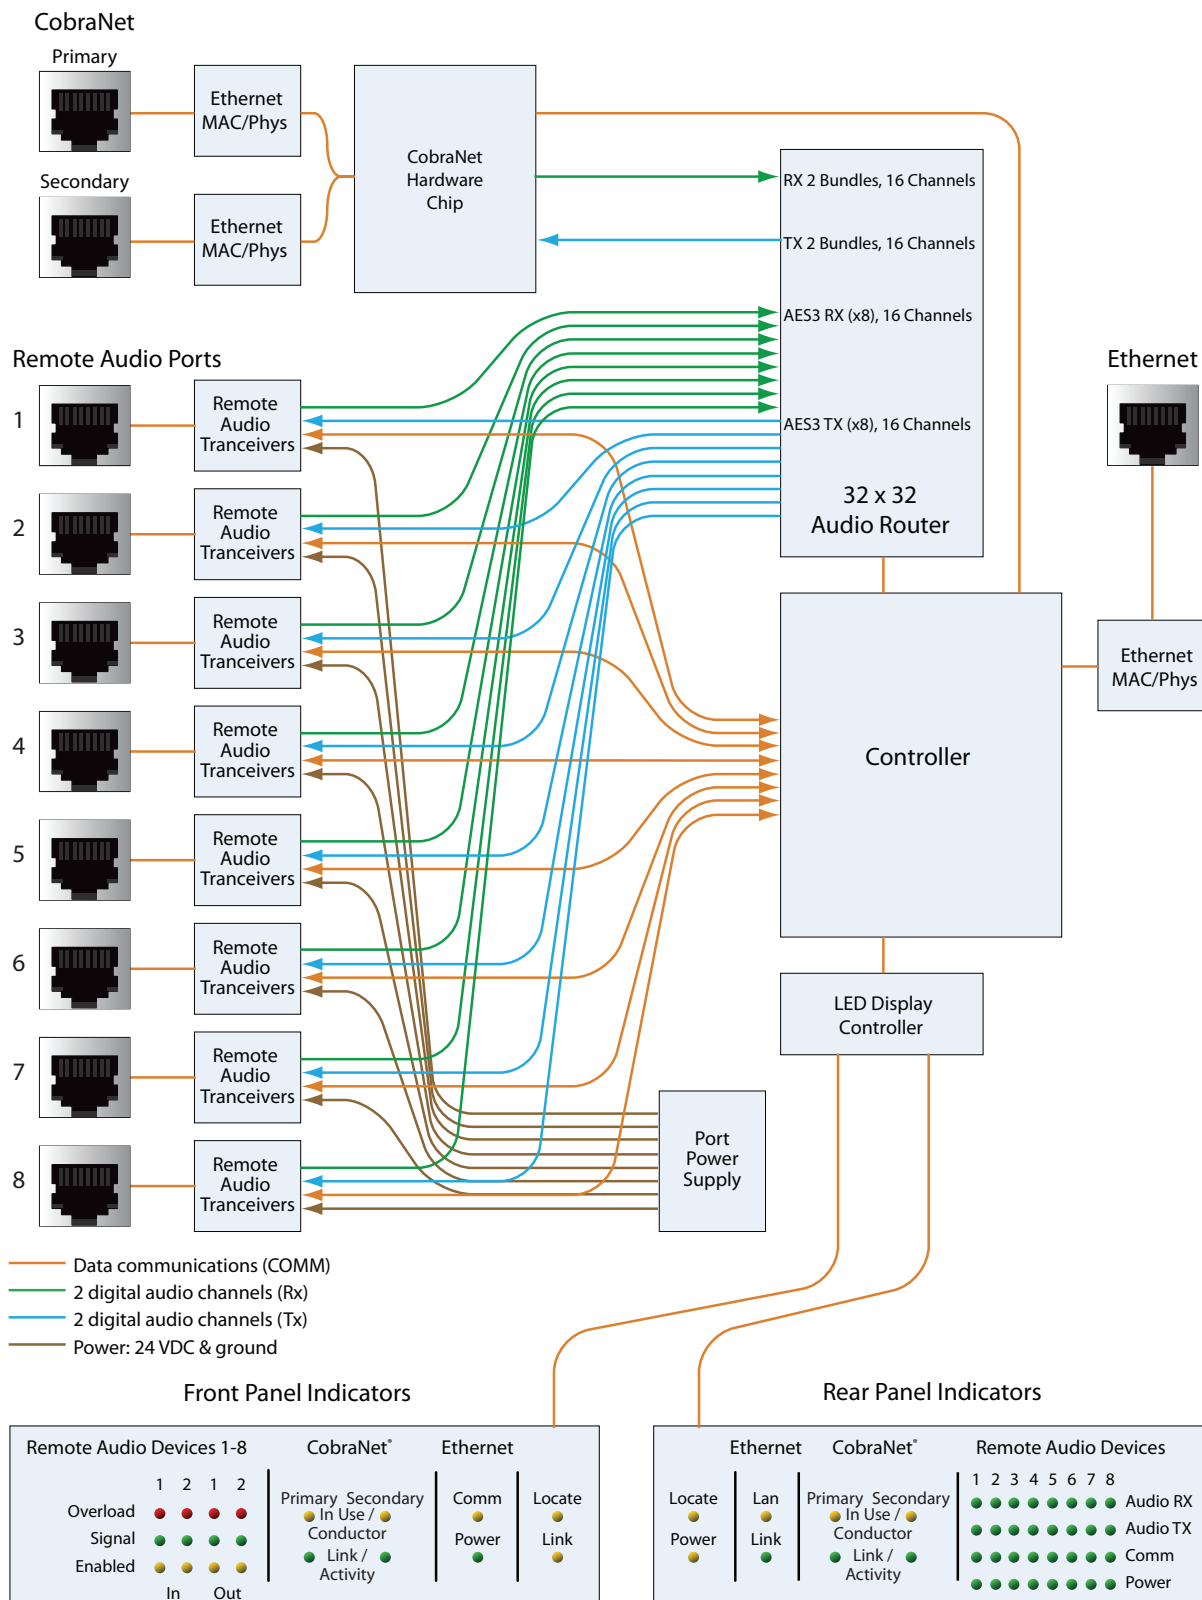 CobraNet
Primary
Ethernet
MAC/Phys
CobraNet
Hardware
Chip
Secondary
Ethernet
MAC/Phys
RX 2 Bundles, 16 Channels
TX 2 Bundles, 16 Channels
AES3 RX (x8), 16 Channels
AES3 TX (x8), 16 Channels
32 x 32
Audio Router
Remote Audio Ports
Ethernet
1
Remote
Audio
Tranceivers
2
Remote
Audio
Tranceivers
3
Remote
Audio
Tranceivers
4
Remote
Audio
Tranceivers
5
Remote
Audio
Tranceivers
6
Remote
Audio
Tranceivers
7
Remote
Audio
Tranceivers
8
Remote
Audio
Tranceivers
Ethernet
MAC/Phys
Controller
LED Display
Controller
Port
Power
Supply
Data communications (COMM)
2 digital audio channels (Rx)
2 digital audio channels (Tx)
Power: 24 VDC & ground
Front Panel Indicators
Remote Audio Devices 1-8
1 2 1 2
Overload
Signal
Enabled
In Out
CobraNet®
Primary Secondary
In Use /
Conductor
Link /
Activity
Ethernet
Comm
Power
Locate
Link
Rear Panel Indicators
Locate
Power
Ethernet
Lan
Link
CobraNet®
Primary Secondary
In Use /
Conductor
Link /
Activity
Remote Audio Devices
1 2 3 4 5 6 7 8
Audio RX
Audio TX
Comm
Power